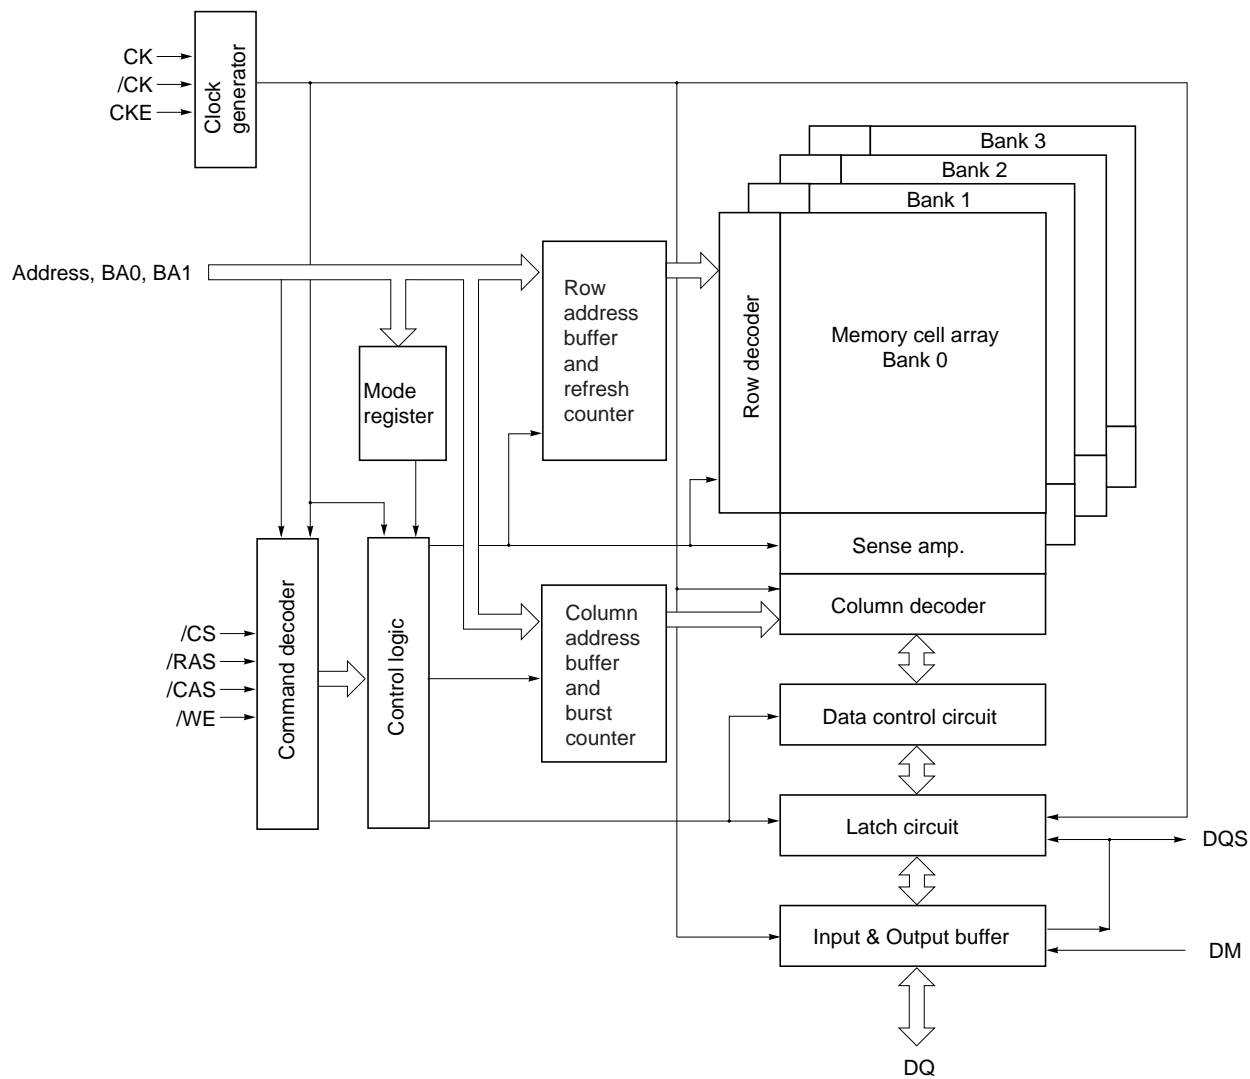 CK
/CK
CKE
Clock
generator
Bank 3
Bank 2
Bank 1
Address, BA0, BA1
Row
address
buffer
and
refresh
counter
Row decoder
Memory cell array
Bank 0
Mode
register
Sense amp.
Column decoder
/CS
/RAS
/CAS
/WE
Command decoder
Control logic
Column
address
buffer
and
burst
counter
Data control circuit
Latch circuit
DQS
Input & Output buffer
DM
DQ